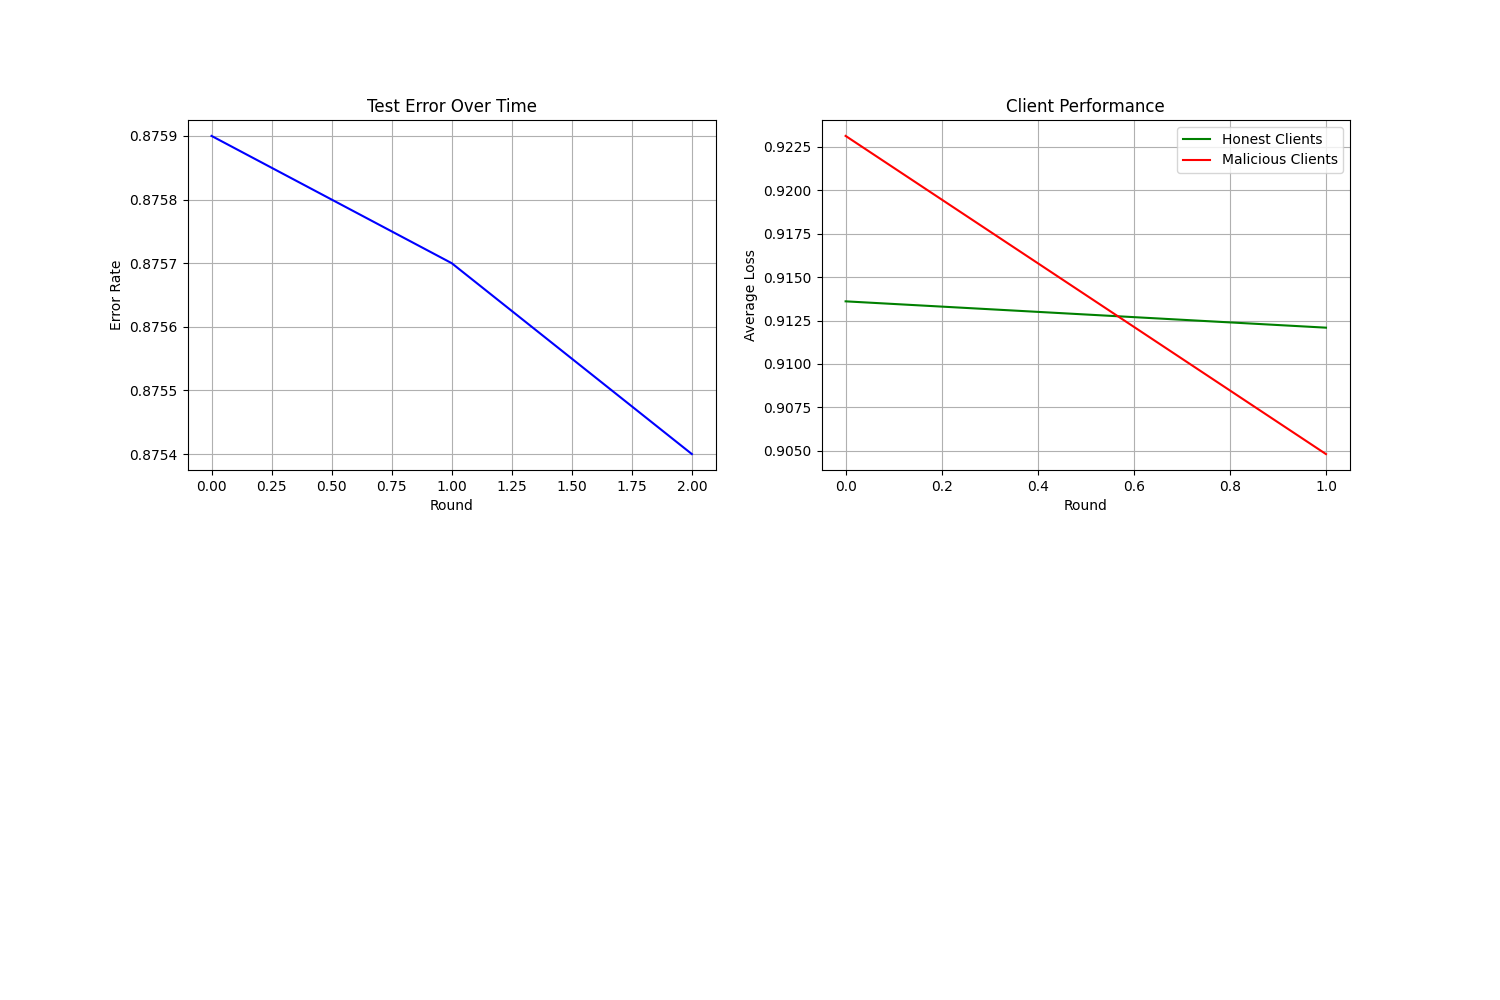 Test Error Over Time
Error Rate
0.8759
0.8758
0.8757
0.8756
0.8755
0.8754
0.00 0.25 0.50 0.75 1.00 1.25 1.50 1.75 2.00
Round
Client Performance
Average Loss
0.9225
0.9200
0.9175
0.9150
0.9125
0.9100
0.9075
0.9050
Honest Clients
Malicious Clients
0.0 0.2 0.4 0.6 0.8 1.0
Round